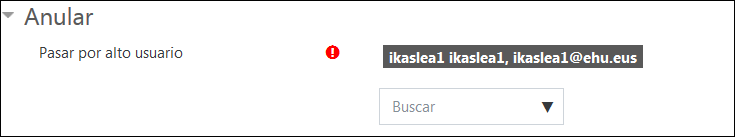 Anular
Pasar por alto usuario
ikaslea1 ikaslea1, ikaslea1@ehu.eus
Buscar